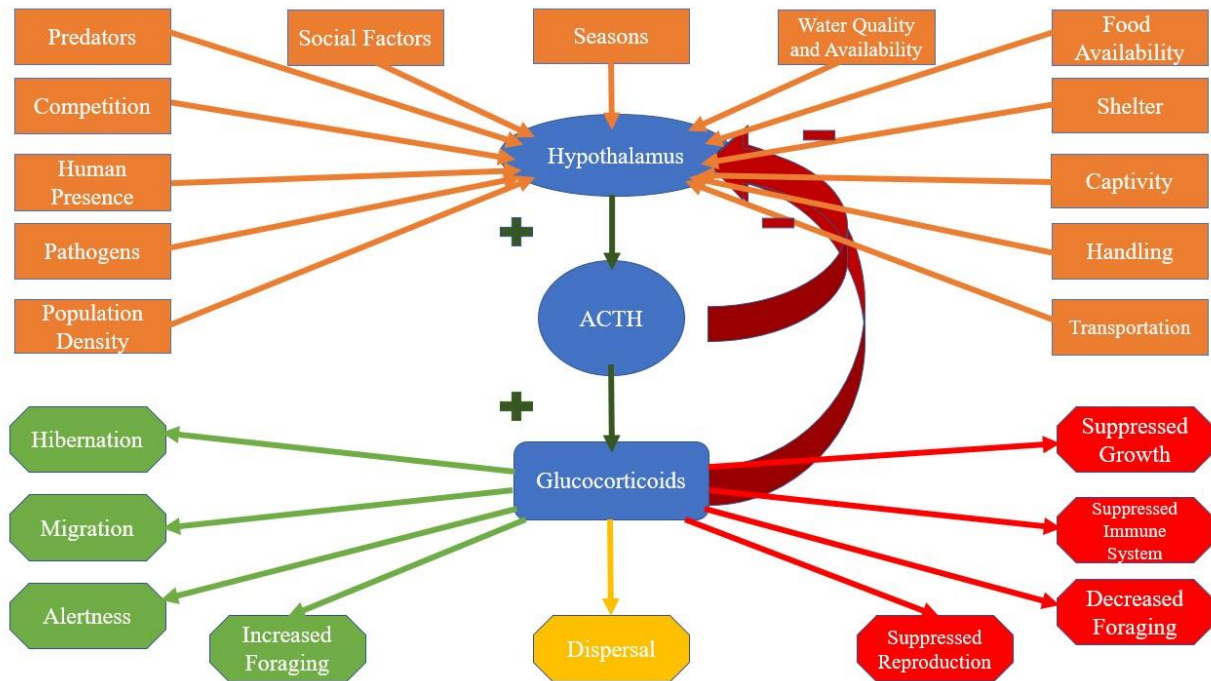 Predators
Social Factors
Seasons
Water Quality
and Availability
Food
Availability
Competition
Shelter
Hypothalamus
Human
Presence
Captivity
Pathogens
Handling
Population
Density
ACTH
Transportation
Hibernation
Suppressed
Growth
Glucocorticoids
Migration
Suppressed
Immune
System
Alertness
Decreased
Foraging
Increased
Foraging
Dispersal
Suppressed
Reproduction